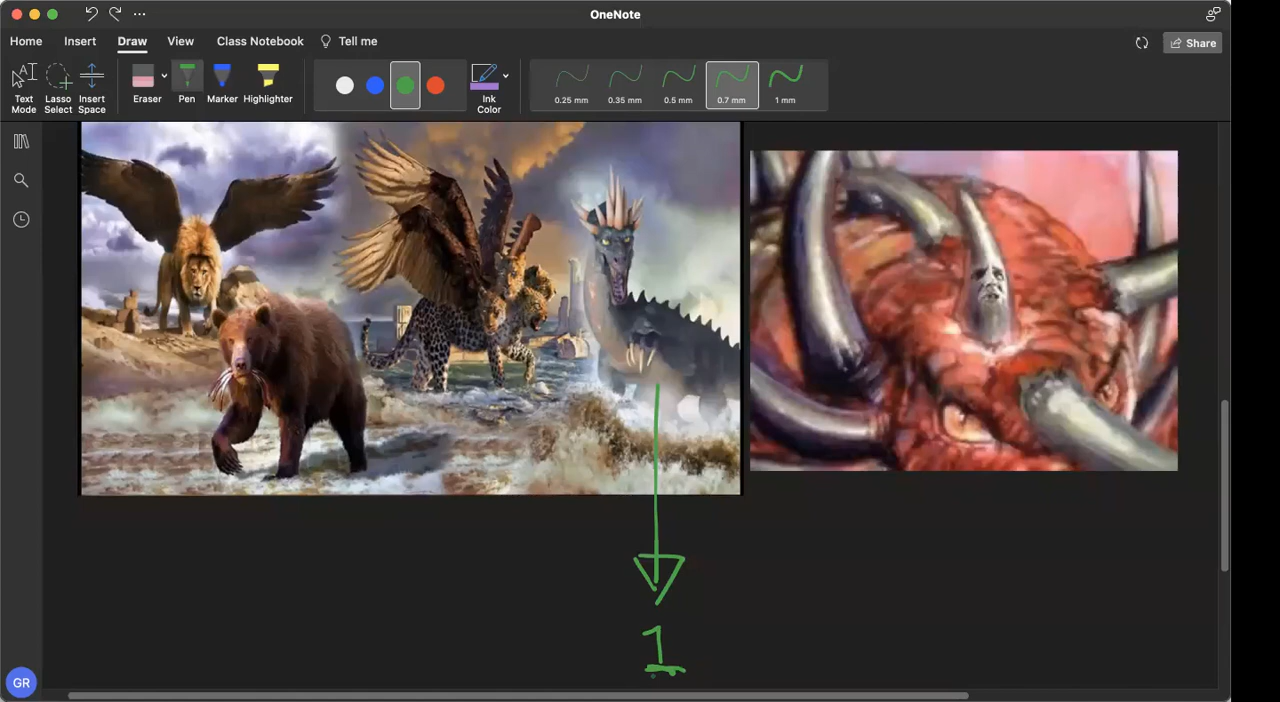 OneNote
Home Insert Draw View Class Notebook Tell me
Share
Text Mode
Lasso Select
Insert Space
Eraser
Pen
Marker
Highlighter
Ink Color
0.25 mm
0.35 mm
0.5 mm
0.7 mm
1 mm
1
GR